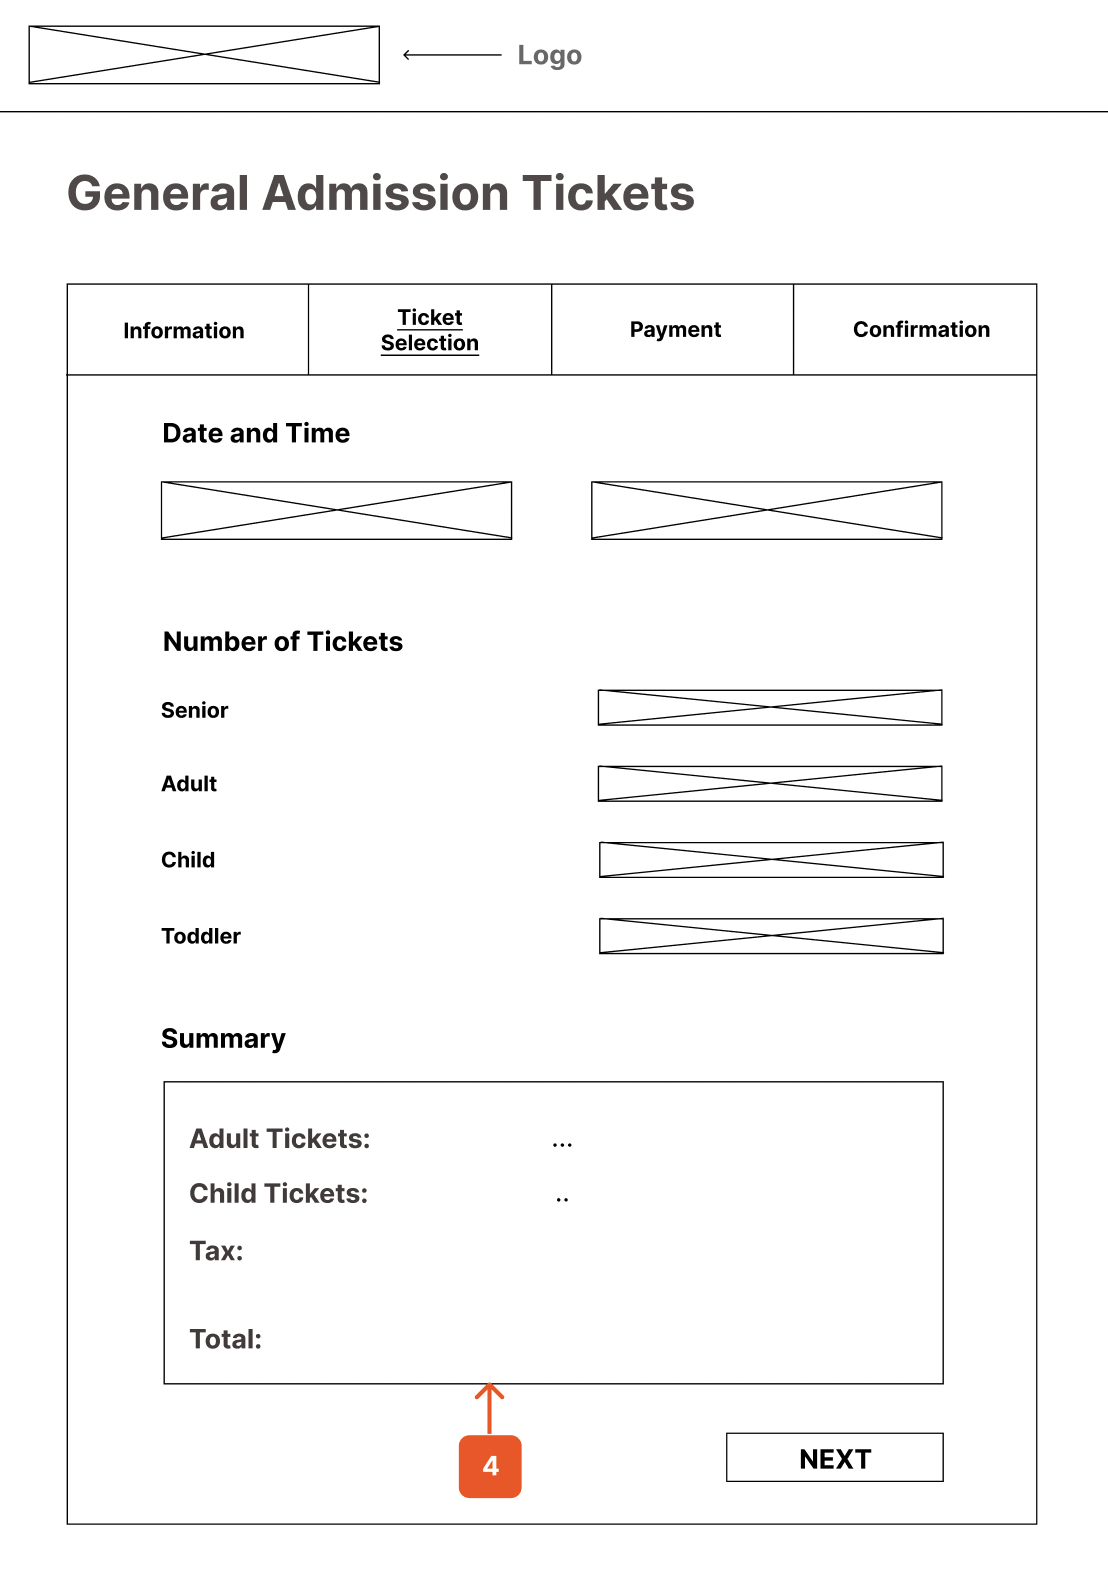 Logo
General Admission Tickets
Information
Ticket
Selection
Payment
Confirmation
Date and Time
Number of Tickets
Senior
Adult
Child
Toddler
Summary
Adult Tickets: ...
Child Tickets: ..
Tax:
Total:
4
NEXT